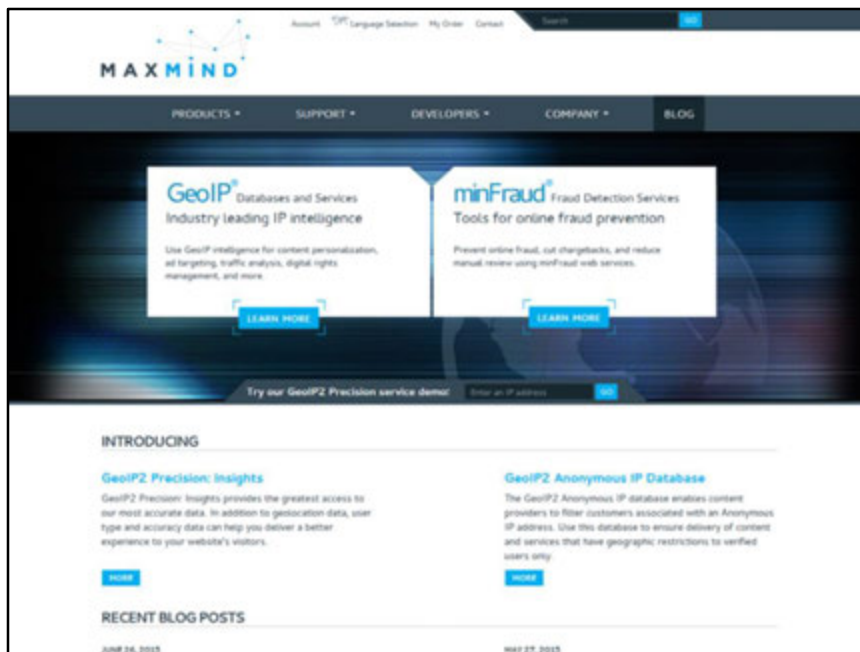 Account Language Selection My Order Contact
Search GO
MAXMIND
PRODUCTS SUPPORT DEVELOPERS COMPANY BLOG
GeoIP® Databases and Services
Industry leading IP intelligence
Use GeoIP intelligence for content personalization,
ad targeting, traffic analysis, digital rights
management, and more.
LEARN MORE
minFraud® Fraud Detection Services
Tools for online fraud prevention
Prevent online fraud, cut chargebacks, and reduce
manual review using minFraud web services.
LEARN MORE
Try our GeoIP2 Precision service demo! Enter an IP address GO
INTRODUCING
GeoIP2 Precision: Insights
GeoIP2 Precision: Insights provides the greatest access to
our most accurate data. In addition to geolocation data, user
type and accuracy data can help you deliver a better
experience to your website's visitors.
MORE
GeoIP2 Anonymous IP Database
The GeoIP2 Anonymous IP database enables content
providers to filter customers associated with an Anonymous
IP address. Use this database to ensure delivery of content
and services that have geographic restrictions to verified
users only.
MORE
RECENT BLOG POSTS
JUNE 26, 2015
MAY 27, 2015